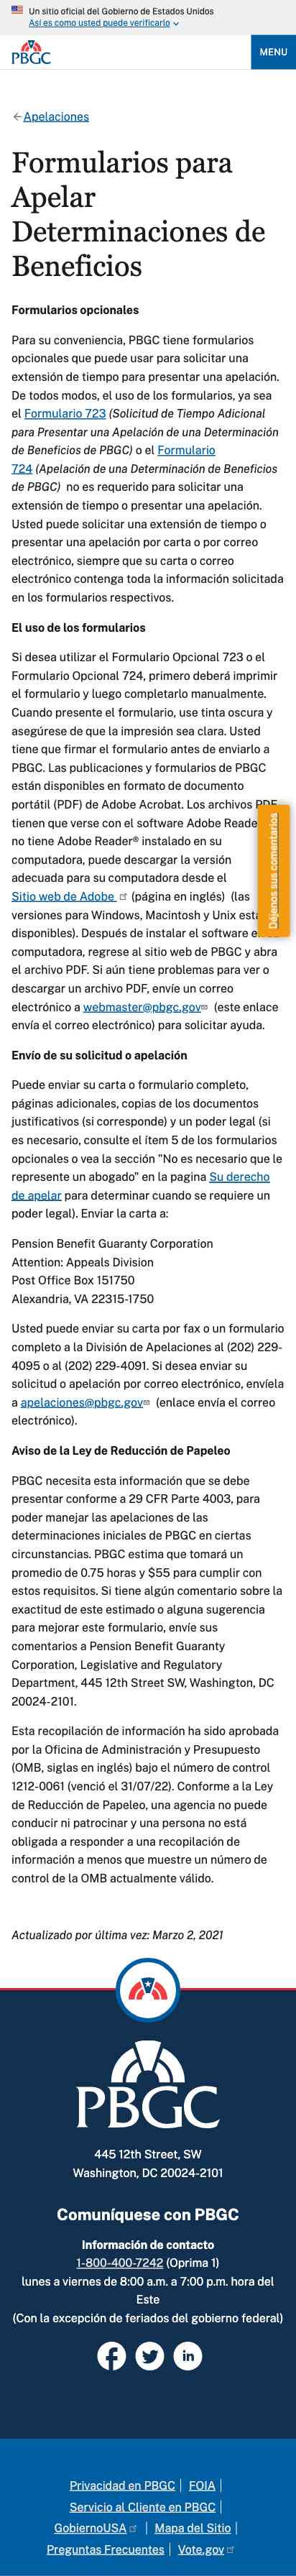 Un sitio oficial del Gobierno de Estados Unidos
Así es como usted puede verificarlo
PBGC
MENU
Apelaciones
Formularios para
Apelar
Determinaciones de
Beneficios
Formularios opcionales
Para su conveniencia, PBGC tiene formularios
opcionales que puede usar para solicitar una
extensión de tiempo para presentar una apelación.
De todos modos, el uso de los formularios, ya sea
el Formulario 723 (Solicitud de Tiempo Adicional
para Presentar una Apelación de una Determinación
de Beneficios de PBGC) o el Formulario
724 (Apelación de una Determinación de Beneficios
de PBGC) no es requerido para solicitar una
extensión de tiempo o presentar una apelación.
Usted puede solicitar una extensión de tiempo o
presentar una apelación por carta o por correo
electrónico, siempre que su carta o correo
electrónico contenga toda la información solicitada
en los formularios respectivos.
El uso de los formularios
Si desea utilizar el Formulario Opcional 723 o el
Formulario Opcional 724, primero deberá imprimir
el formulario y luego completarlo manualmente.
Cuando presente el formulario, use tinta oscura y
asegúrese de que la impresión sea clara. Usted
tiene que firmar el formulario antes de enviarlo a
PBGC. Las publicaciones y formularios de PBGC
están disponibles en formato de documento
portátil (PDF) de Adobe Acrobat. Los archivos PDF
tienen que verse con el software Adobe Reade
no tiene Adobe Reader® instalado en su
computadora, puede descargar la versión
adecuada para su computadora desde el
Sitio web de Adobe (página en inglés) (las
versiones para Windows, Macintosh y Unix esta
disponibles). Después de instalar el software e
computadora, regrese al sitio web de PBGC y abra
el archivo PDF. Si aún tiene problemas para ver o
descargar un archivo PDF, envíe un correo
electrónico a webmaster@pbgc.gov (este enlace
envía el correo electrónico) para solicitar ayuda.
Déjenos sus comentarios
Envío de su solicitud o apelación
Puede enviar su carta o formulario completo,
páginas adicionales, copias de los documentos
justificativos (si corresponde) y un poder legal (si
es necesario, consulte el ítem 5 de los formularios
opcionales o vea la sección "No es necesario que le
represente un abogado" en la pagina Su derecho
de apelar para determinar cuando se requiere un
poder legal). Enviar la carta a:
Pension Benefit Guaranty Corporation
Attention: Appeals Division
Post Office Box 151750
Alexandria, VA 22315-1750
Usted puede enviar su carta por fax o un formulario
completo a la División de Apelaciones al (202) 229-
4095 o al (202) 229-4091. Si desea enviar su
solicitud o apelación por correo electrónico, envíela
a apelaciones@pbgc.gov (enlace envía el correo
electrónico).
Aviso de la Ley de Reducción de Papeleo
PBGC necesita esta información que se debe
presentar conforme a 29 CFR Parte 4003, para
poder manejar las apelaciones de las
determinaciones iniciales de PBGC en ciertas
circunstancias. PBGC estima que tomará un
promedio de 0.75 horas y $55 para cumplir con
estos requisitos. Si tiene algún comentario sobre la
exactitud de este estimado o alguna sugerencia
para mejorar este formulario, envíe sus
comentarios a Pension Benefit Guaranty
Corporation, Legislative and Regulatory
Department, 445 12th Street SW, Washington, DC
20024-2101.
Esta recopilación de información ha sido aprobada
por la Oficina de Administración y Presupuesto
(OMB, siglas en inglés) bajo el número de control
1212-0061 (venció el 31/07/22). Conforme a la Ley
de Reducción de Papeleo, una agencia no puede
conducir ni patrocinar y una persona no está
obligada a responder a una recopilación de
información a menos que muestre un número de
control de la OMB actualmente válido.
Actualizado por última vez: Marzo 2, 2021
PBGC
445 12th Street, SW
Washington, DC 20024-2101
Comuníquese con PBGC
Información de contacto
1-800-400-7242 (Oprima 1)
lunes a viernes de 8:00 a.m. a 7:00 p.m. hora del
Este
(Con la excepción de feriados del gobierno federal)
Privacidad en PBGC | FOIA |
Servicio al Cliente en PBGC |
GobiernoUSA | Mapa del Sitio |
Preguntas Frecuentes | Vote.gov